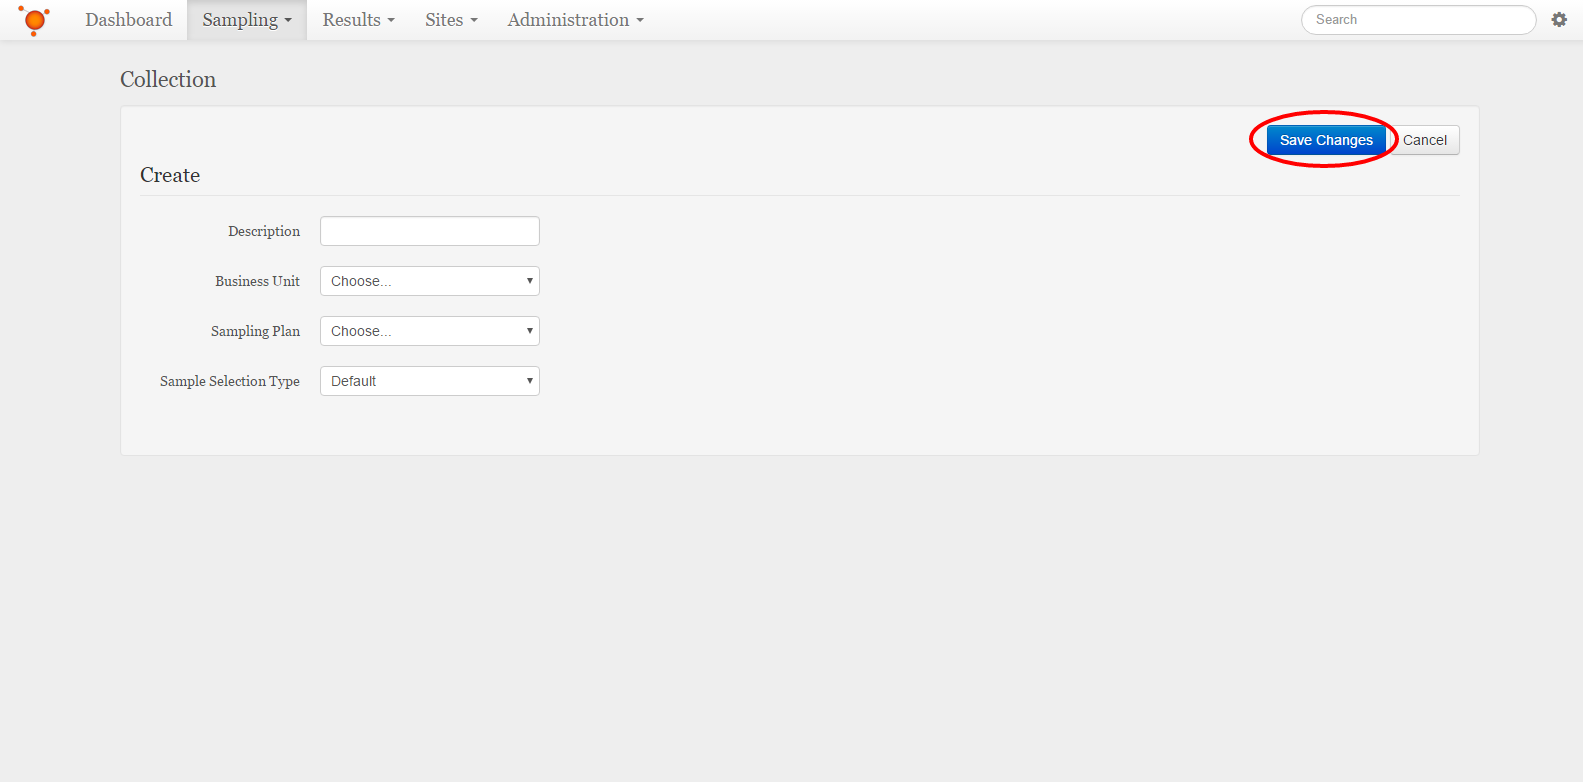 Dashboard Sampling Results Sites Administration Search
Collection
Save Changes Cancel
Create
Description
Business Unit Choose...
Sampling Plan Choose...
Sample Selection Type Default